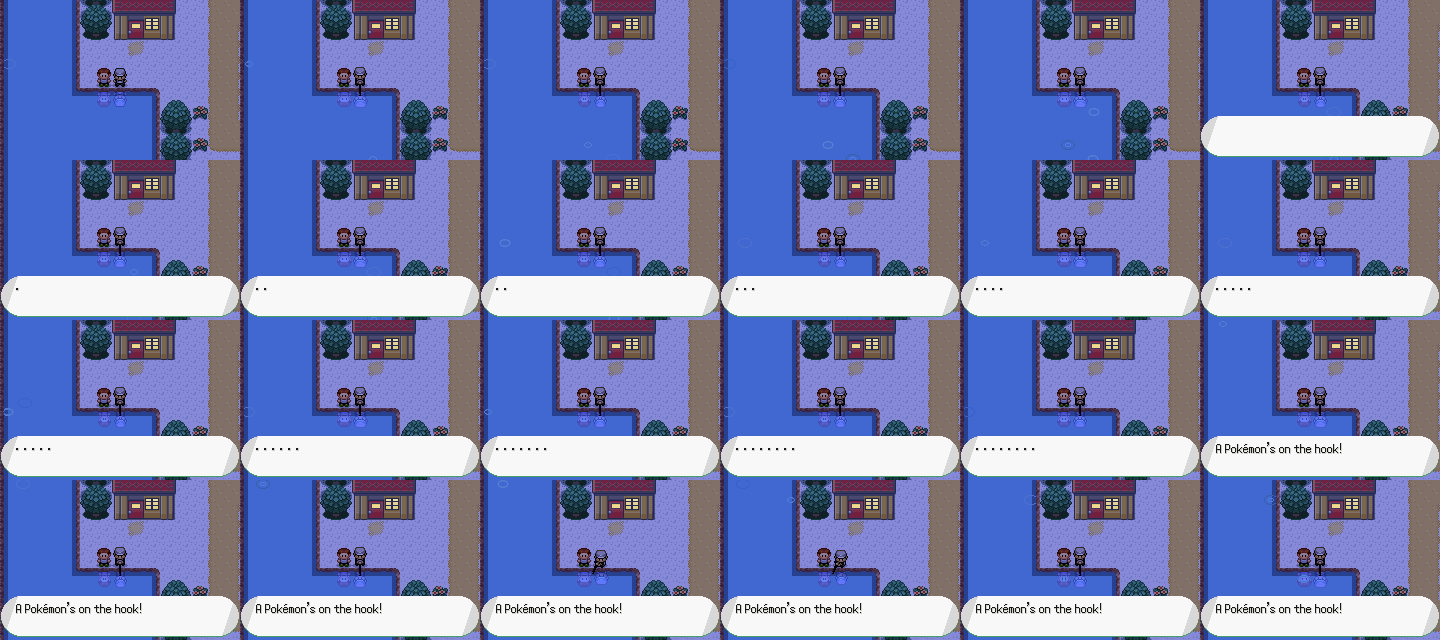 ·
· ·
· ·
· · ·
· · · ·
· · · · ·
· · · · ·
· · · · · ·
· · · · · · ·
· · · · · · · ·
· · · · · · · ·
A Pokémon's on the hook!
A Pokémon's on the hook!
A Pokémon's on the hook!
A Pokémon's on the hook!
A Pokémon's on the hook!
A Pokémon's on the hook!
A Pokémon's on the hook!